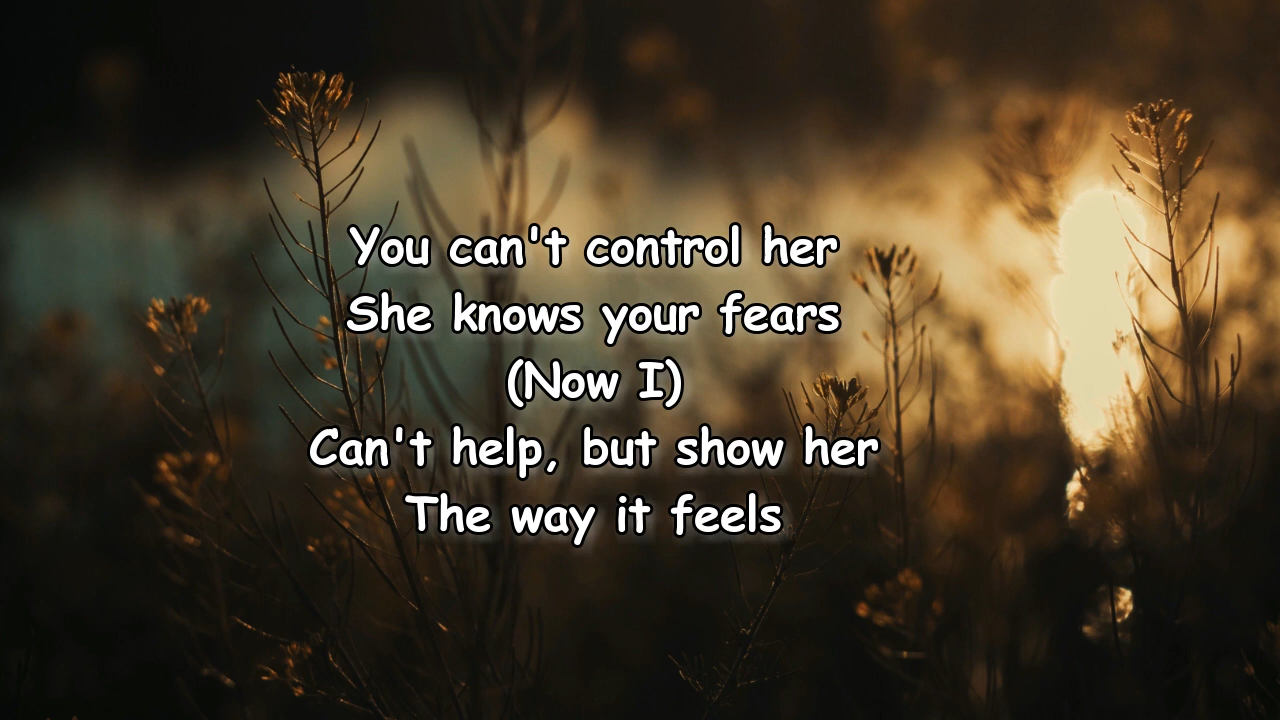 You can't control her
She knows your fears
(Now I)
Can't help, but show her
The way it feels